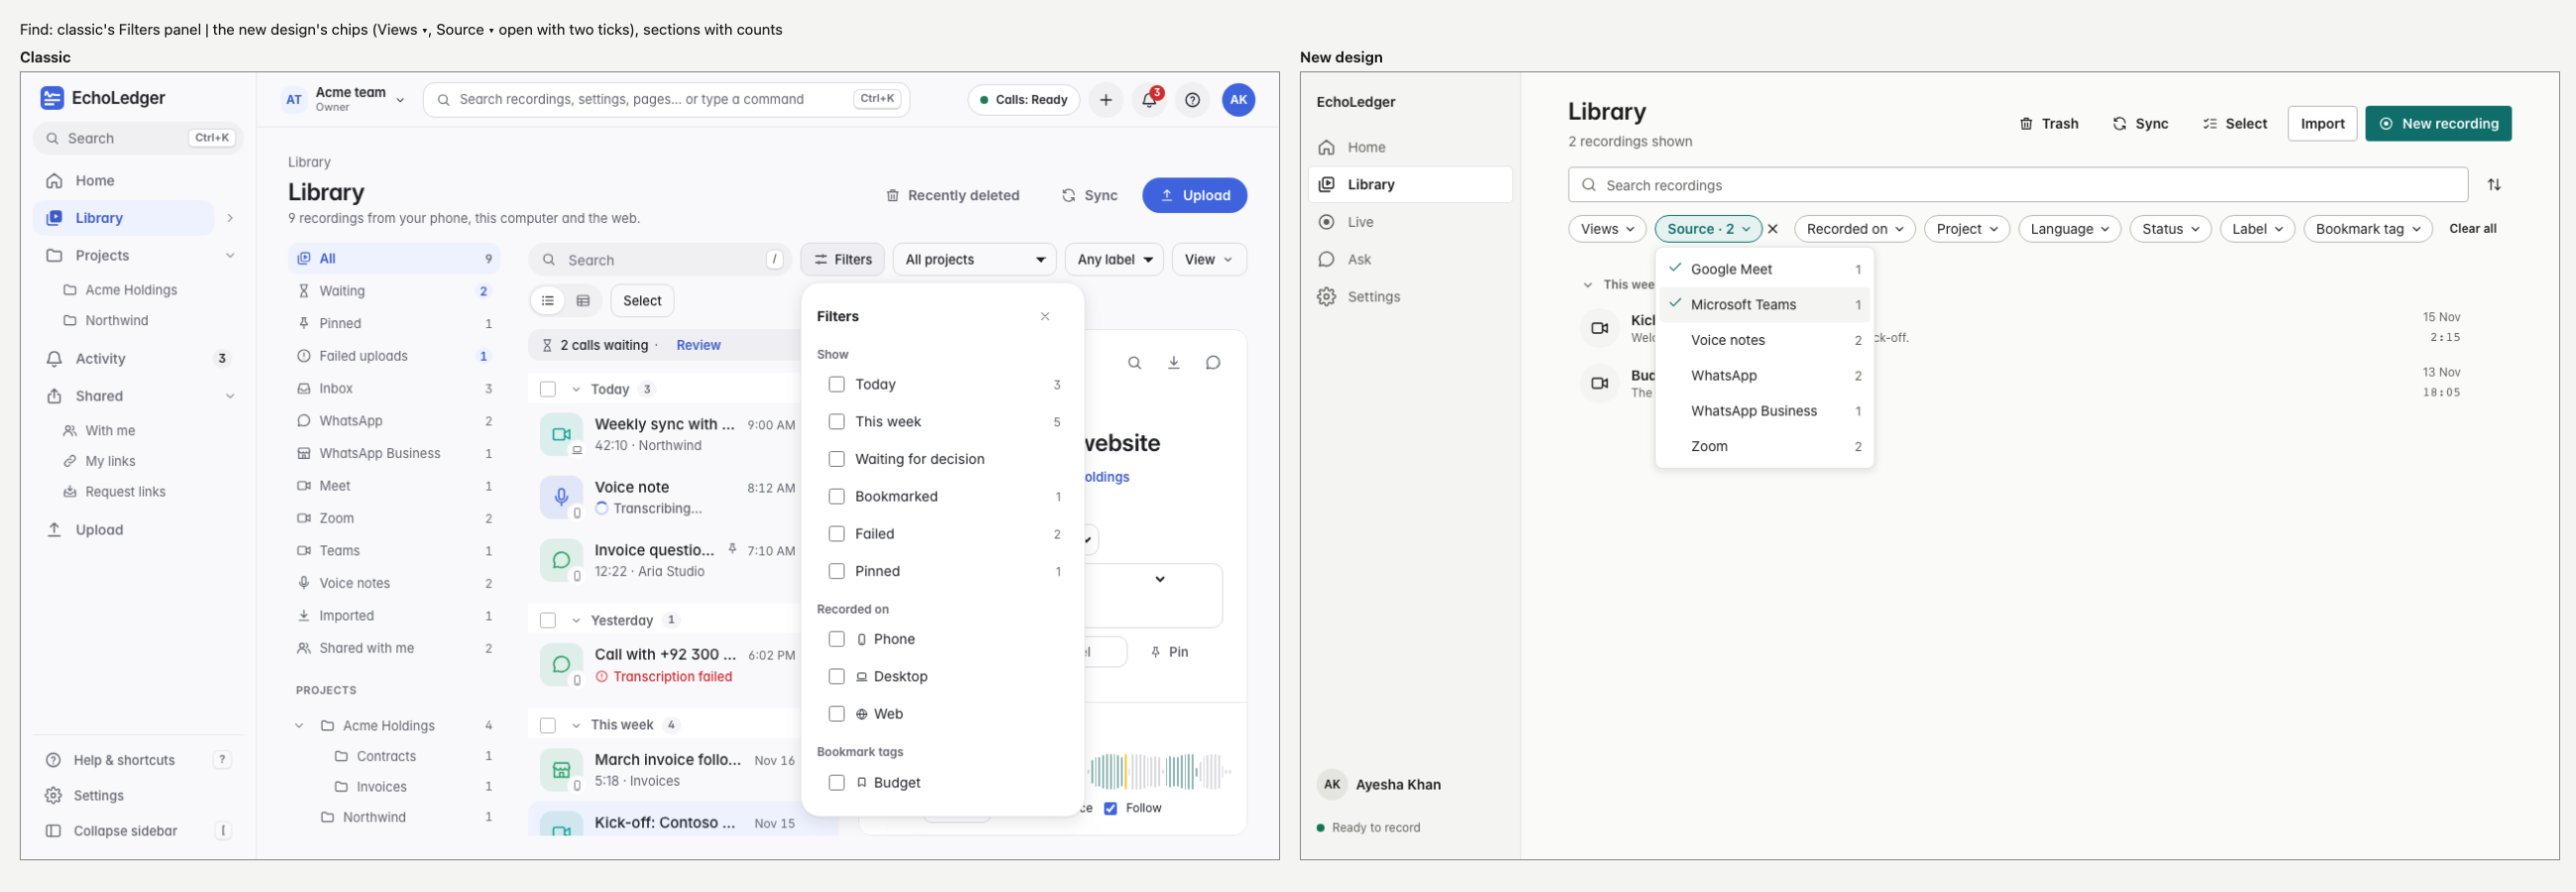 Find: classic's Filters panel | the new design's chips (Views ▾, Source ▾ open with two ticks), sections with counts
Classic
EchoLedger
Search Ctrl+K
Home
Library
Projects
Acme Holdings
Northwind
Activity 3
Shared
With me
My links
Request links
Upload
Help & shortcuts ?
Settings
Collapse sidebar [
AT Acme team
Owner
Search recordings, settings, pages... or type a command Ctrl+K
Calls: Ready
3
AK
Library
Library
9 recordings from your phone, this computer and the web.
Recently deleted
Sync
Upload
All 9
Waiting 2
Pinned 1
Failed uploads 1
Inbox 3
WhatsApp 2
WhatsApp Business 1
Meet 1
Zoom 2
Teams 1
Voice notes 2
Imported 1
Shared with me 2
PROJECTS
Acme Holdings 4
Contracts 1
Invoices 1
Northwind 1
Search /
Filters
All projects
Any label
View
Select
2 calls waiting · Review
Today 3
Weekly sync with ... 9:00 AM
42:10 · Northwind
Voice note 8:12 AM
Transcribing...
Invoice questio... 7:10 AM
12:22 · Aria Studio
Yesterday 1
Call with +92 300 ... 6:02 PM
Transcription failed
This week 4
March invoice follo... Nov 16
5:18 · Invoices
Kick-off: Contoso ... Nov 15
Filters
Show
Today 3
This week 5
Waiting for decision
Bookmarked 1
Failed 2
Pinned 1
Recorded on
Phone
Desktop
Web
Bookmark tags
Budget
website
oldings
el
Pin
ce
Follow
New design
EchoLedger
Home
Library
Live
Ask
Settings
AK Ayesha Khan
Ready to record
Library
2 recordings shown
Trash
Sync
Select
Import
New recording
Search recordings
Views
Source · 2
Recorded on
Project
Language
Status
Label
Bookmark tag
Clear all
Google Meet 1
Microsoft Teams 1
Voice notes 2
WhatsApp 2
WhatsApp Business 1
Zoom 2
This wee
Kick 15 Nov
Welc ck-off. 2:15
Bud 13 Nov
The 18:05